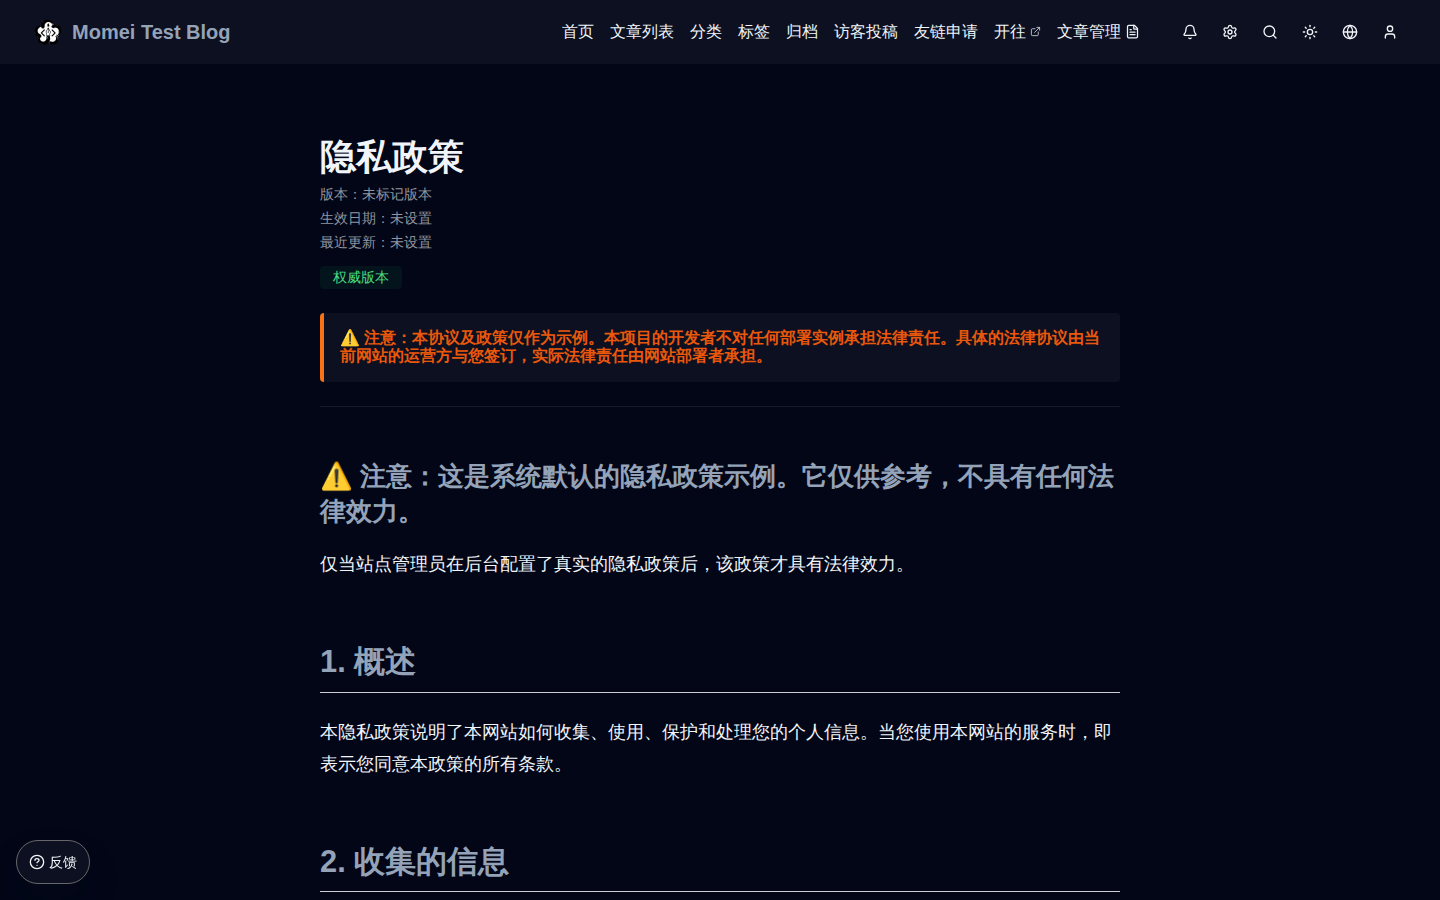 Momei Test Blog
首页 文章列表 分类 标签 归档 访客投稿 友链申请 开往 文章管理
隐私政策
版本：未标记版本
生效日期：未设置
最近更新：未设置
权威版本
⚠️ 注意：本协议及政策仅作为示例。本项目的开发者不对任何部署实例承担法律责任。具体的法律协议由当
前网站的运营方与您签订，实际法律责任由网站部署者承担。
⚠️ 注意：这是系统默认的隐私政策示例。它仅供参考，不具有任何法
律效力。
仅当站点管理员在后台配置了真实的隐私政策后，该政策才具有法律效力。
1. 概述
本隐私政策说明了本网站如何收集、使用、保护和处理您的个人信息。当您使用本网站的服务时，即
表示您同意本政策的所有条款。
2. 收集的信息
反馈